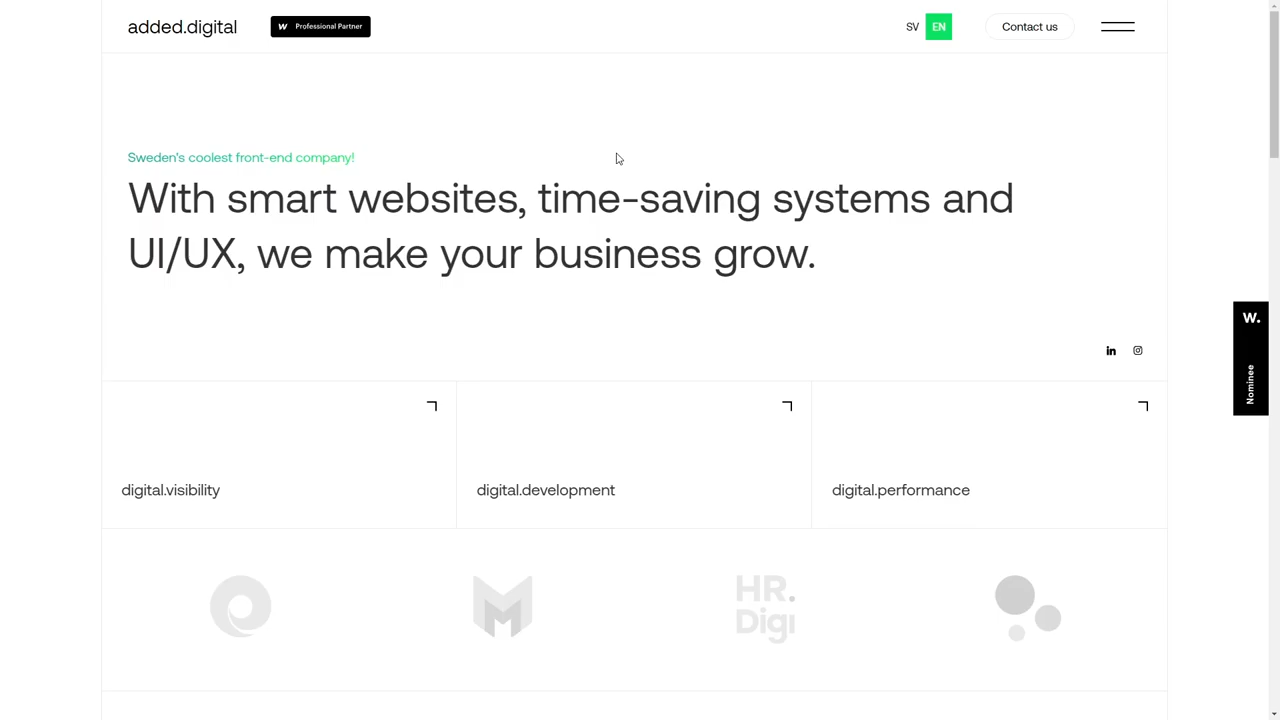 added.digital
W Professional Partner
SV EN
Contact us
Sweden's coolest front-end company!
With smart websites, time-saving systems and
UI/UX, we make your business grow.
in
W.
Nominee
digital.visibility
digital.development
digital.performance
M
HR.
Digi